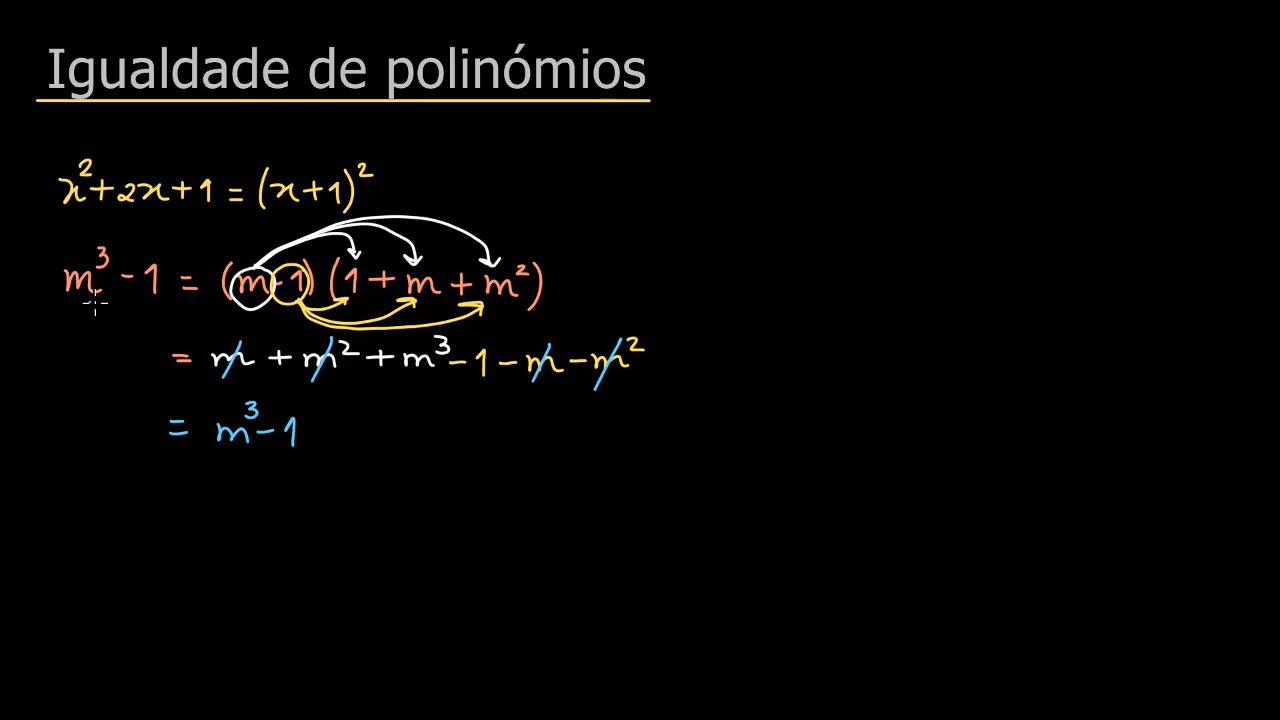 Igualdade de polinómios
x² + 2x + 1 = (x + 1)²
m³ - 1 = (m - 1) (1 + m + m²)
= m + m² + m³ - 1 - m - m²
= m³ - 1